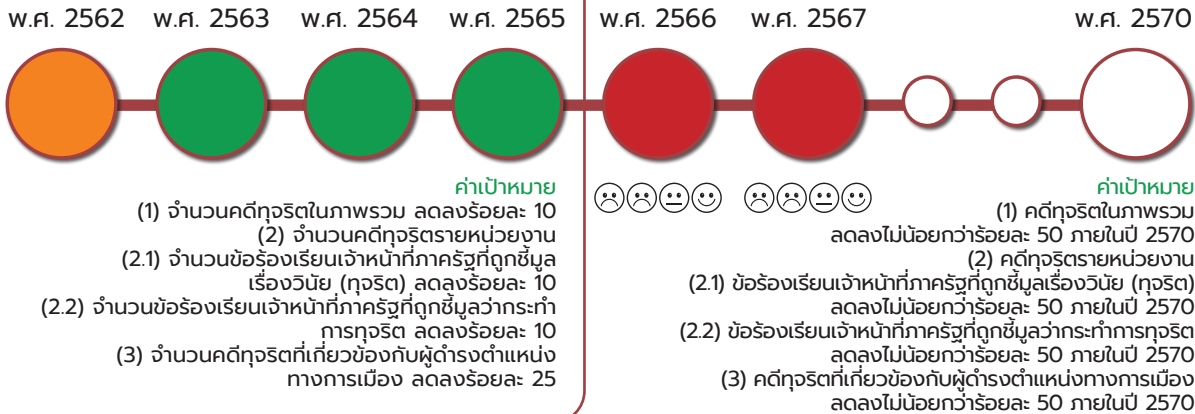 พ.ศ. 2562 พ.ศ. 2563 พ.ศ. 2564 พ.ศ. 2565 พ.ศ. 2566 พ.ศ. 2567 พ.ศ. 2570
ค่าเป้าหมาย
(1) จำนวนคดีทุจริตในภาพรวม ลดลงร้อยละ 10
(2) จำนวนคดีทุจริตรายหน่วยงาน
(2.1) จำนวนข้อร้องเรียนเจ้าหน้าที่ภาครัฐที่ถูกชี้มูล
เรื่องวินัย (ทุจริต) ลดลงร้อยละ 10
(2.2) จำนวนข้อร้องเรียนเจ้าหน้าที่ภาครัฐที่ถูกชี้มูลว่ากระทำ
การทุจริต ลดลงร้อยละ 10
(3) จำนวนคดีทุจริตที่เกี่ยวข้องกับผู้ดำรงตำแหน่ง
ทางการเมือง ลดลงร้อยละ 25
ค่าเป้าหมาย
(1) คดีทุจริตในภาพรวม
ลดลงไม่น้อยกว่าร้อยละ 50 ภายในปี 2570
(2) คดีทุจริตรายหน่วยงาน
(2.1) ข้อร้องเรียนเจ้าหน้าที่ภาครัฐที่ถูกชี้มูลเรื่องวินัย (ทุจริต)
ลดลงไม่น้อยกว่าร้อยละ 50 ภายในปี 2570
(2.2) ข้อร้องเรียนเจ้าหน้าที่ภาครัฐที่ถูกชี้มูลว่ากระทำการทุจริต
ลดลงไม่น้อยกว่าร้อยละ 50 ภายในปี 2570
(3) คดีทุจริตที่เกี่ยวข้องกับผู้ดำรงตำแหน่งทางการเมือง
ลดลงไม่น้อยกว่าร้อยละ 50 ภายในปี 2570